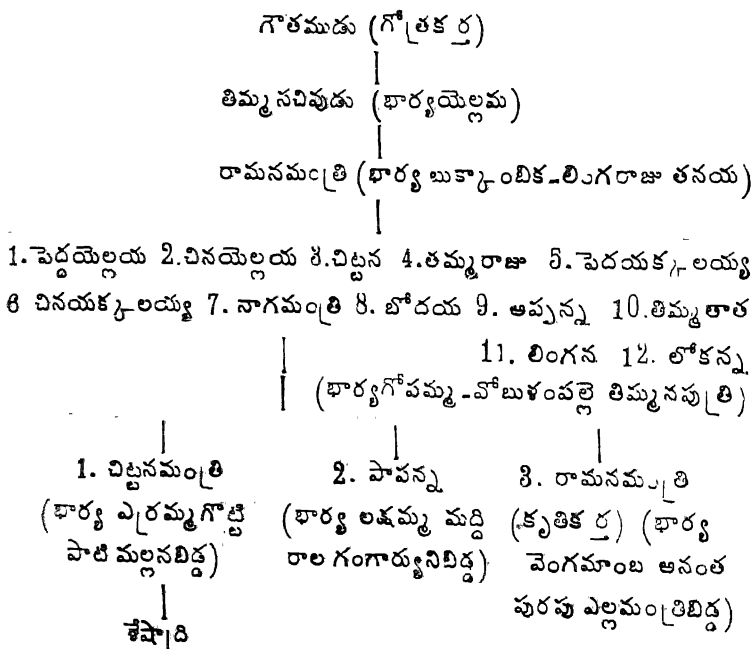 గౌతముడు (గోత్రకర్త)
తిమ్మసచివుడు (భార్యయెల్లమ)
రామనమంత్రి (భార్య బుక్కాంబిక-లింగరాజు తనయ)
1.పెద్దయెల్లయ 2.చినయెల్లయ 3.చిట్టన 4.తమ్మరాజు 5.పెదయక్కలయ్య
6 చినయక్కలయ్య 7. నాగమంత్రి 8. బోదయ 9. అప్పన్న 10.తిమ్మతాత
11. లింగన 12. లోకన్న
(భార్యగోపమ్మ-వోబుళంపల్లె తిమ్మనపుత్రి)
1. చిట్టనమంత్రి 2. పాపన్న 3. రామనమంత్రి
(భార్య ఎర్రమ్మగొట్టి (భార్య లక్షమ్మ మద్ది (కృతికర్త) (భార్య
పాటి మల్లనబిడ్డ) రాల గంగార్యునిబిడ్డ) వెంగమాంబ అనంత
పురపు ఎల్లమంత్రిబిడ్డ)
శేషాద్రి